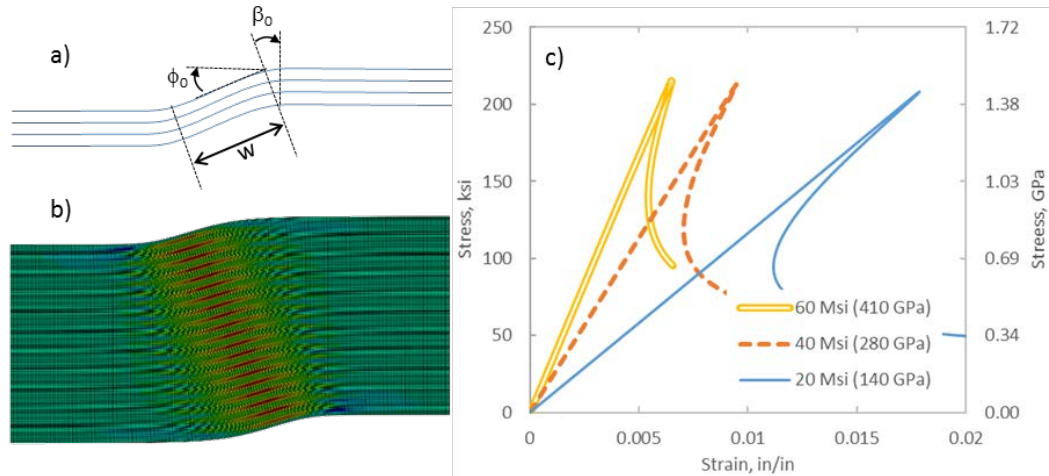 a)
β₀
ϕ₀
w
b)
c)
250
200
150
100
50
0
Stress, ksi
1.72
1.38
1.03
0.69
0.34
0.00
Streess, GPa
60 Msi (410 GPa)
40 Msi (280 GPa)
20 Msi (140 GPa)
0
0.005
0.01
0.015
0.02
Strain, in/in